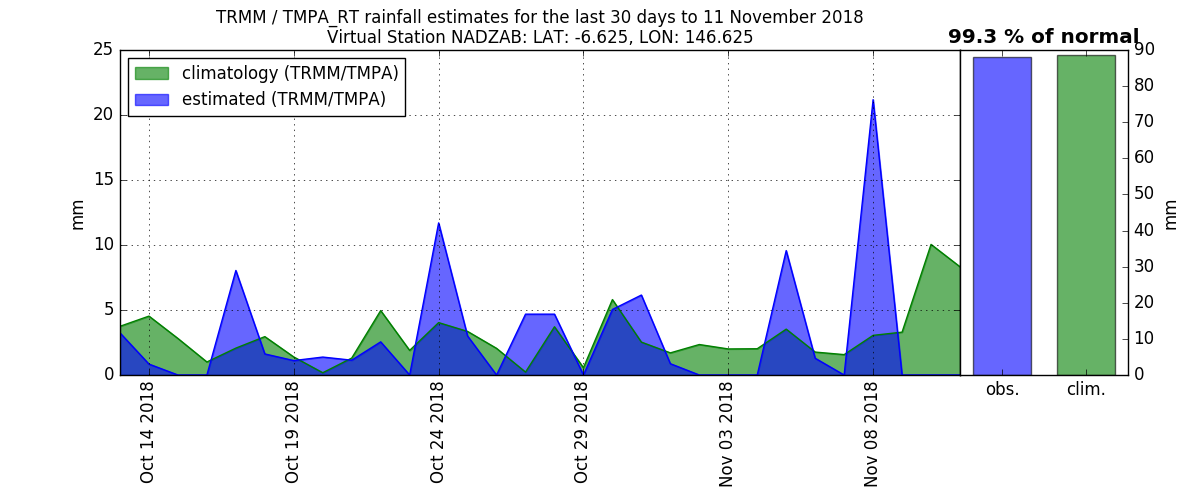 TRMM / TMPA_RT rainfall estimates for the last 30 days to 11 November 2018
Virtual Station NADZAB: LAT: -6.625, LON: 146.625
99.3 % of normal
climatology (TRMM/TMPA)
estimated (TRMM/TMPA)
mm
25
20
15
10
5
0
Oct 14 2018
Oct 19 2018
Oct 24 2018
Oct 29 2018
Nov 03 2018
Nov 08 2018
90
80
70
60
50
40
30
20
10
0
mm
obs.
clim.